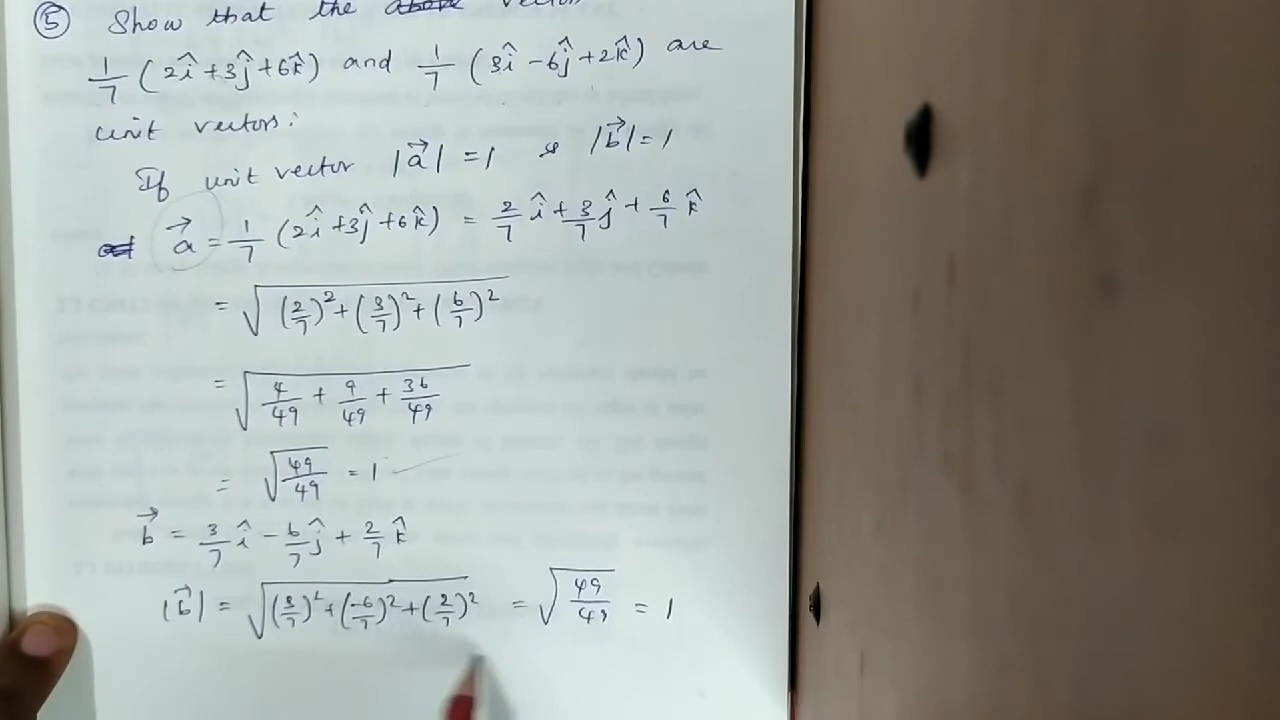 ⑤ Show that the vector
1/7 (2î + 3ĵ + 6k̂) and 1/7 (3î − 6ĵ + 2k̂) are
unit vectors.
If unit vector |a⃗| = 1 & |b⃗| = 1
a⃗ = 1/7 (2î + 3ĵ + 6k̂) = 2/7 î + 3/7 ĵ + 6/7 k̂
= √((2/7)² + (3/7)² + (6/7)²)
= √(4/49 + 9/49 + 36/49)
= √(49/49) = 1
b⃗ = 3/7 î − 6/7 ĵ + 2/7 k̂
|b⃗| = √((3/7)² + (−6/7)² + (2/7)²) = √(49/49) = 1